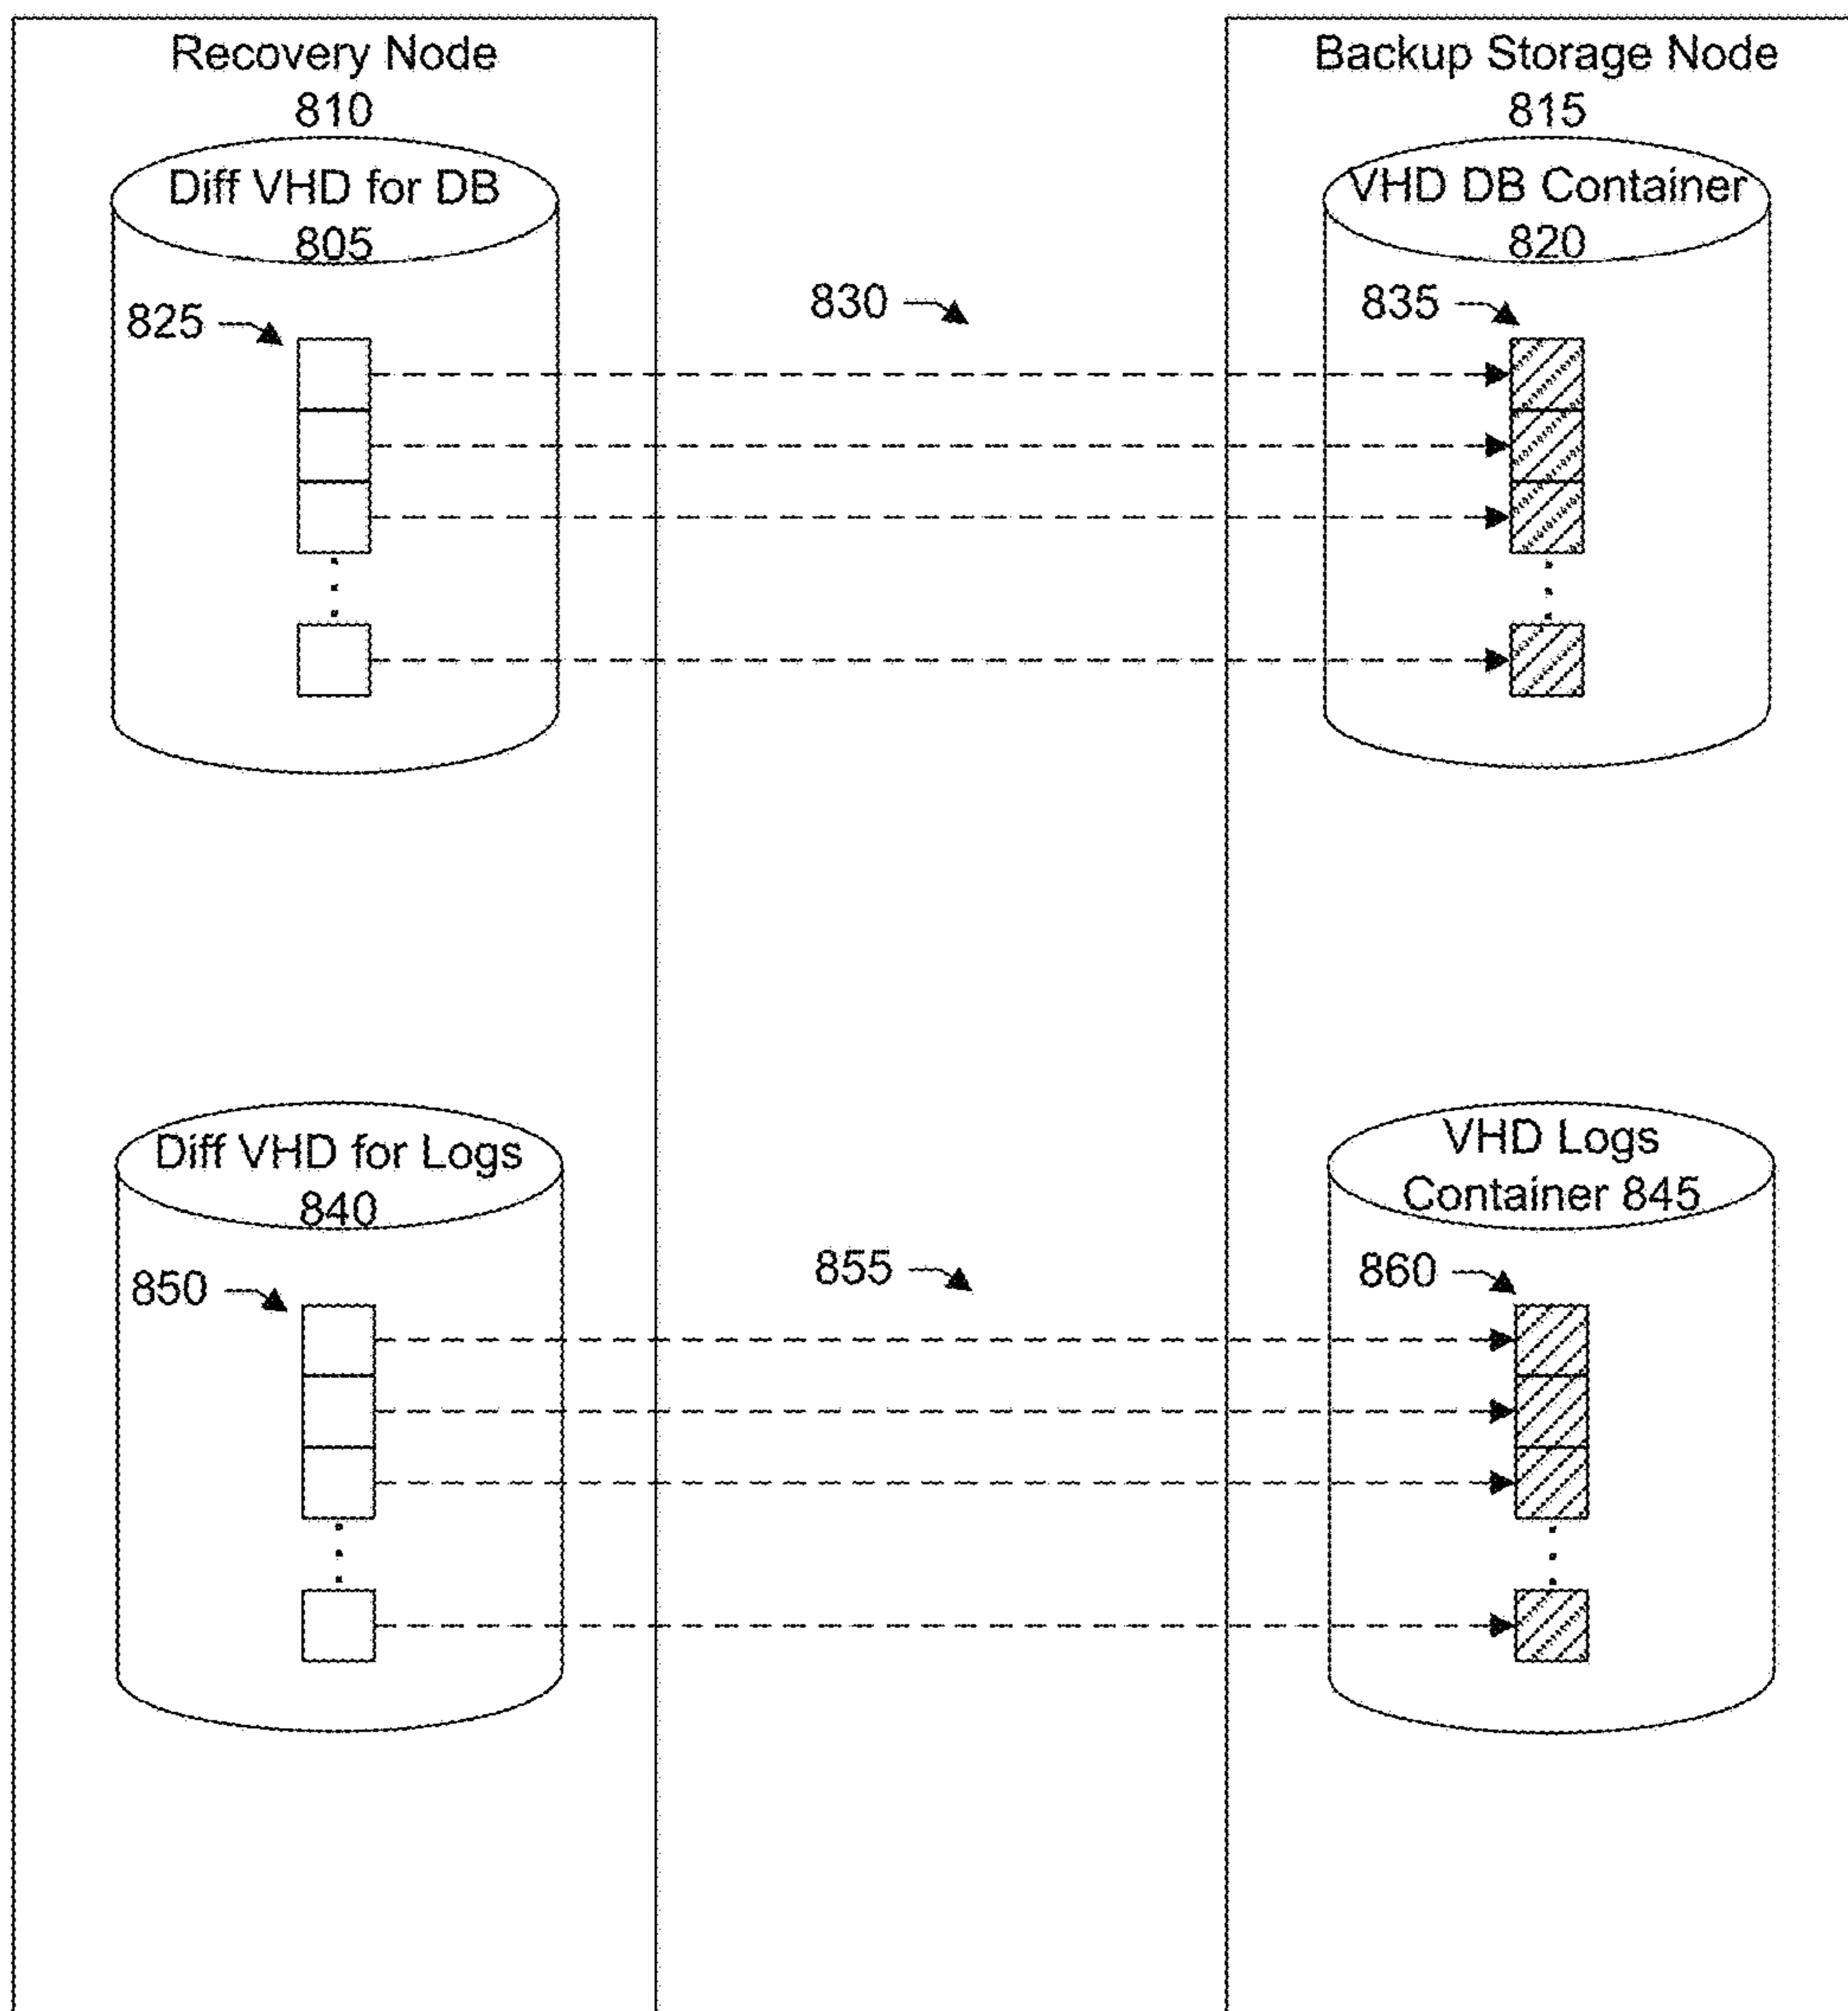 Recovery Node
810
Diff VHD for DB
805
825
830
Backup Storage Node
815
VHD DB Container
820
835
Diff VHD for Logs
840
850
855
VHD Logs
Container 845
860